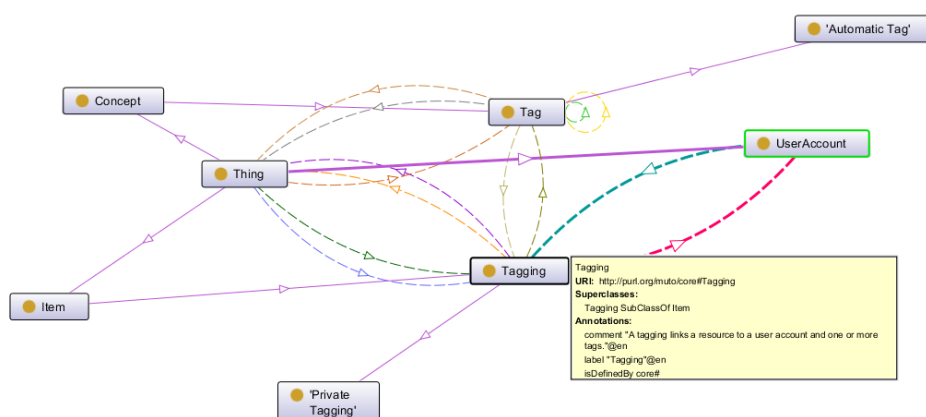 'Automatic Tag'
Concept
Tag
UserAccount
Thing
Tagging
Tagging
URI: http://purl.org/muto/core#Tagging
Superclasses:
Tagging SubClassOf Item
Annotations:
comment "A tagging links a resource to a user account and one or more
tags."@en
label "Tagging"@en
isDefinedBy core#
Item
'Private
Tagging'